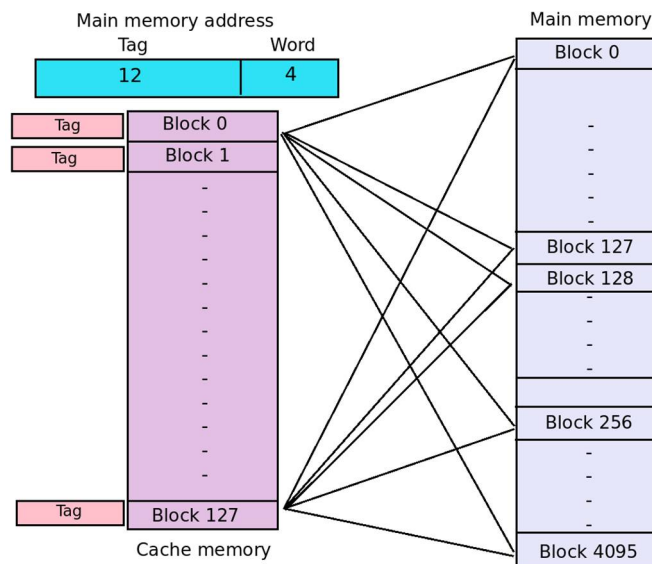 Main memory address
Tag Word
12 4
Tag Block 0
Tag Block 1
-
-
-
-
-
-
-
-
-
-
-
-
-
Tag Block 127
Cache memory
Main memory
Block 0
-
-
-
-
-
Block 127
Block 128
-
-
-
-
Block 256
-
-
-
-
Block 4095